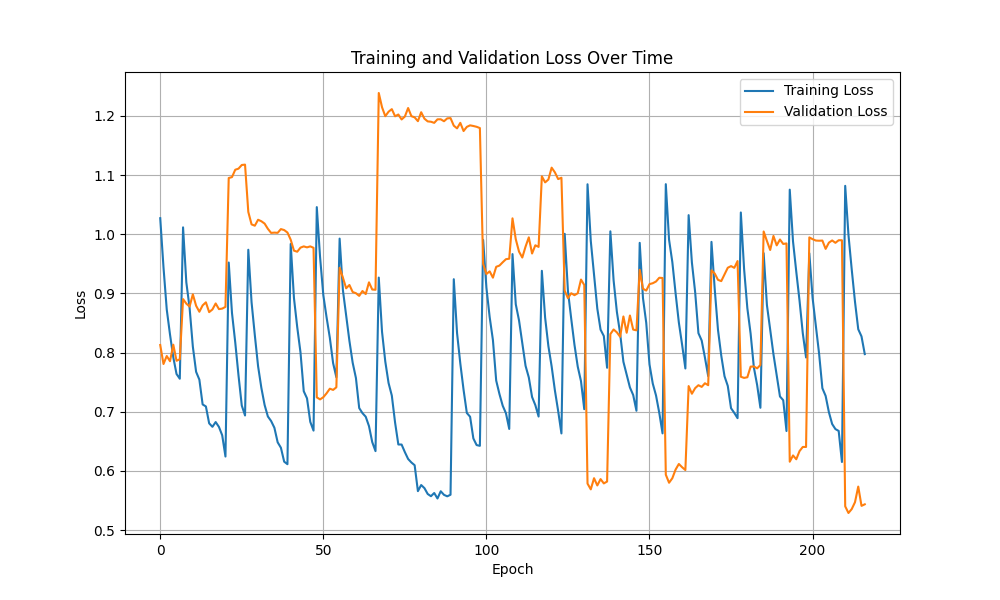 Training and Validation Loss Over Time
Training Loss
Validation Loss
Loss
1.2
1.1
1.0
0.9
0.8
0.7
0.6
0.5
0
50
100
150
200
Epoch